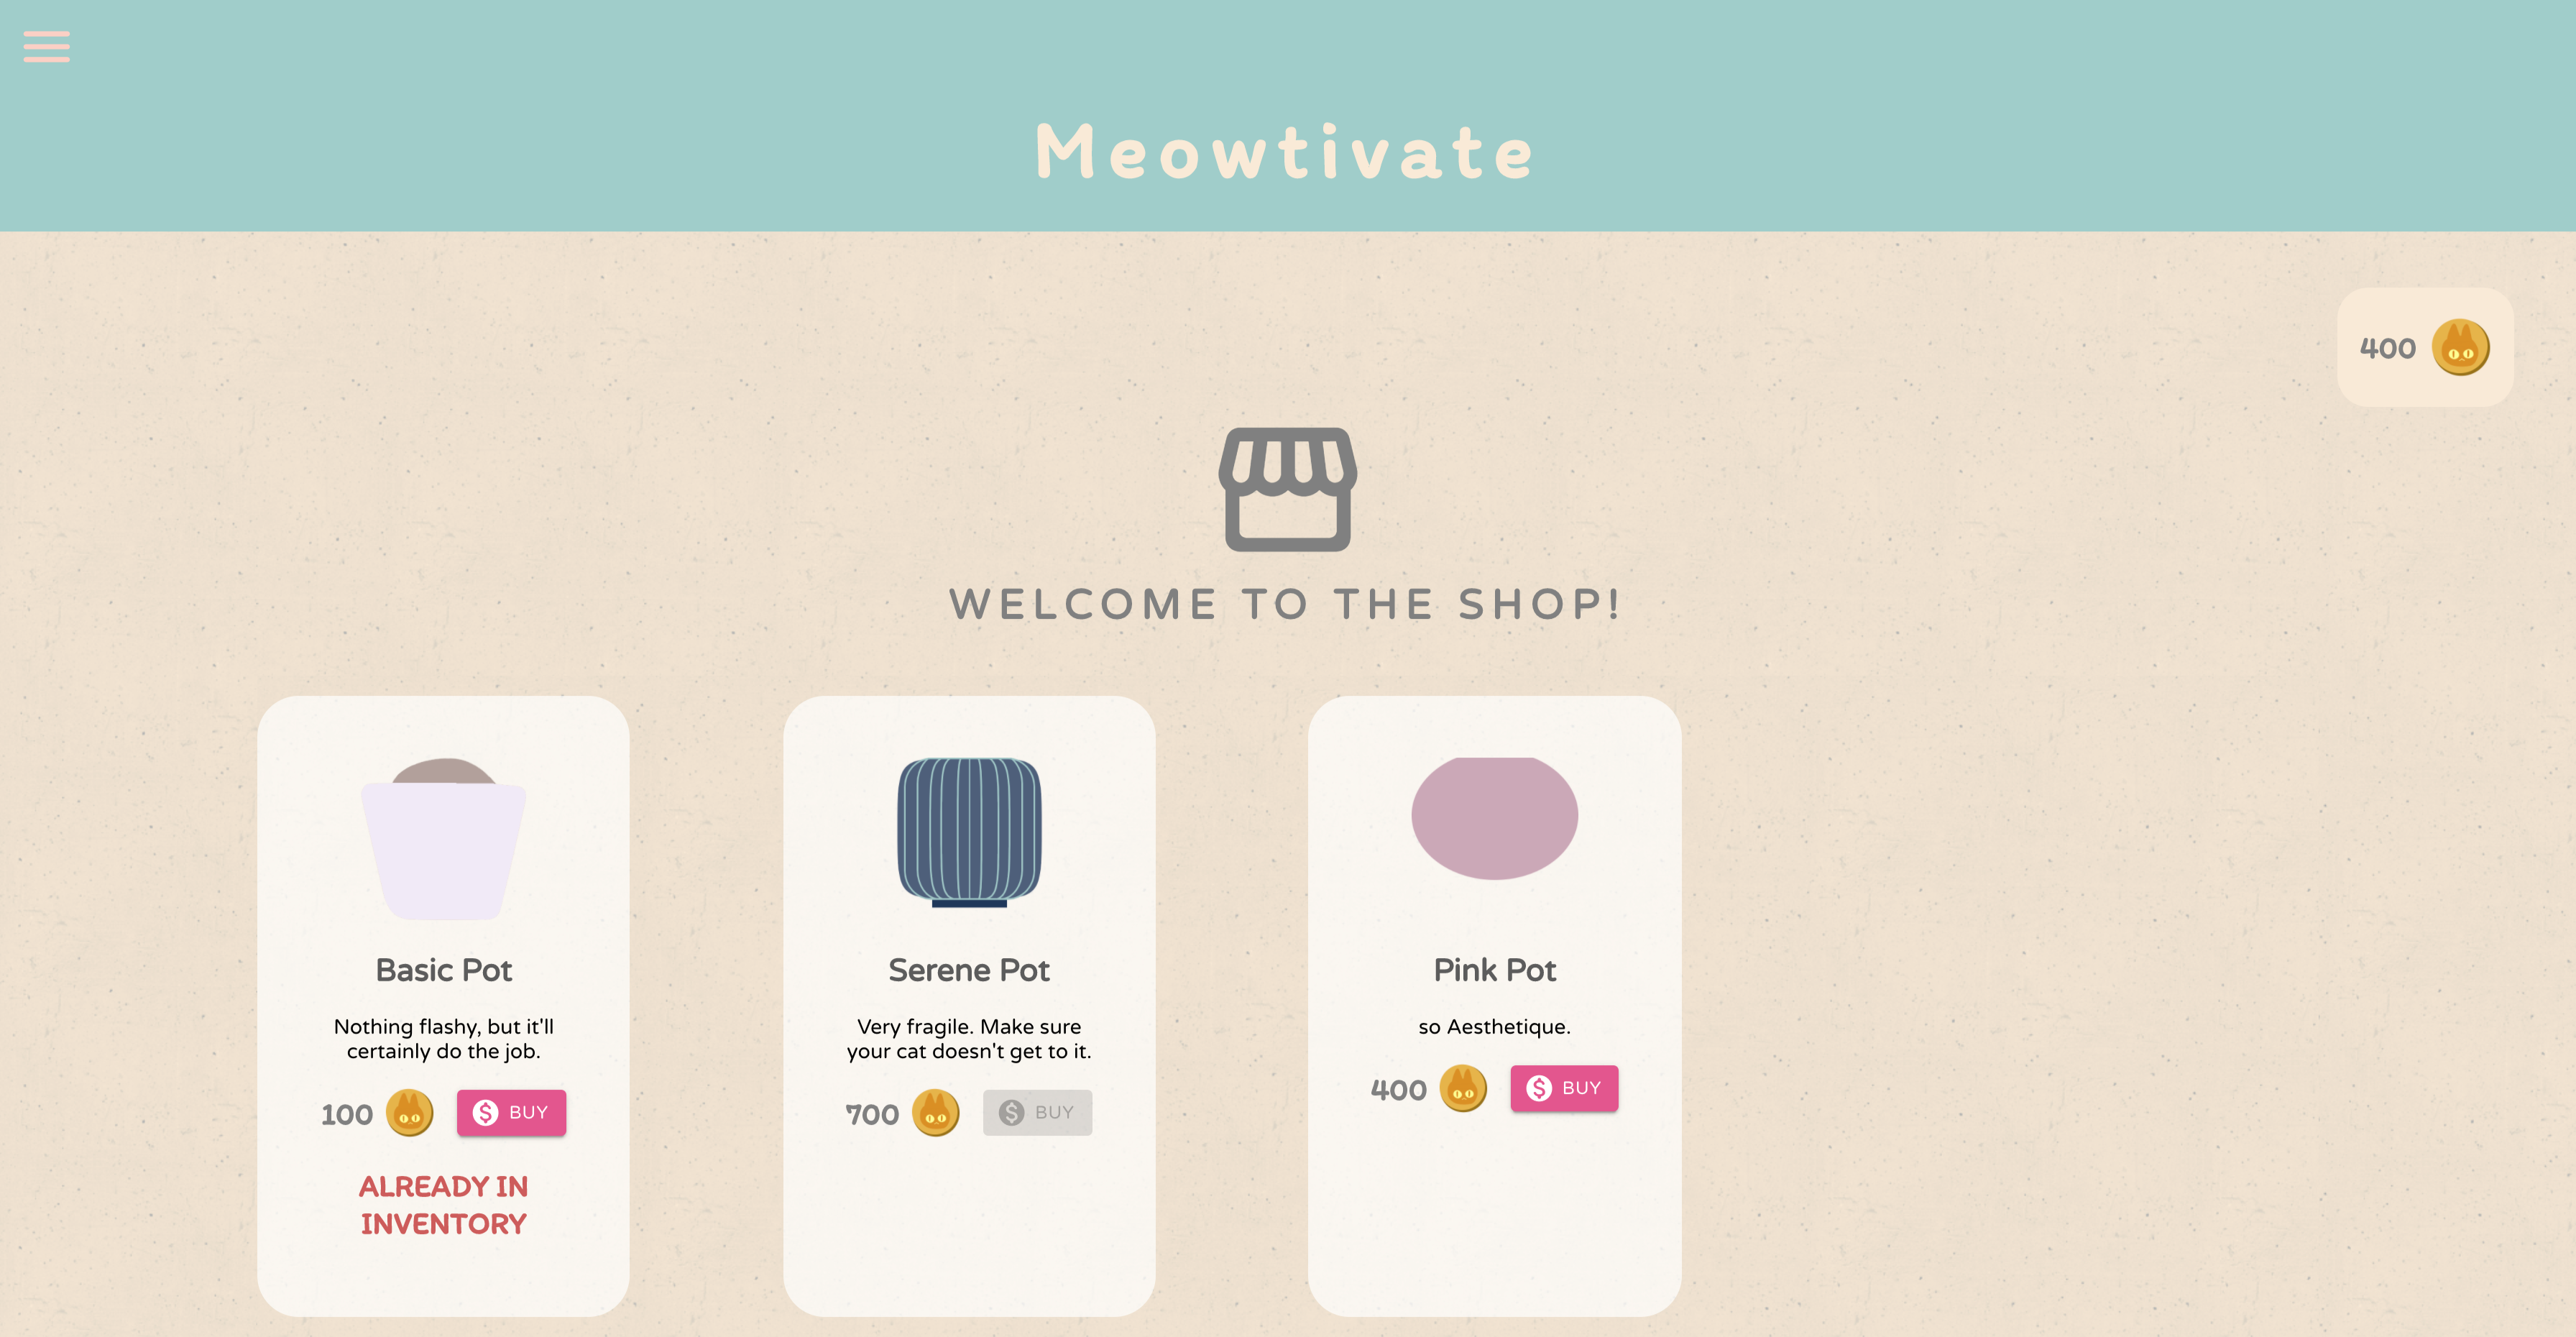 Meowtivate
400
WELCOME TO THE SHOP!
Basic Pot
Nothing flashy, but it'll
certainly do the job.
100 $ BUY
ALREADY IN
INVENTORY
Serene Pot
Very fragile. Make sure
your cat doesn't get to it.
700 $ BUY
Pink Pot
so Aesthetique.
400 $ BUY